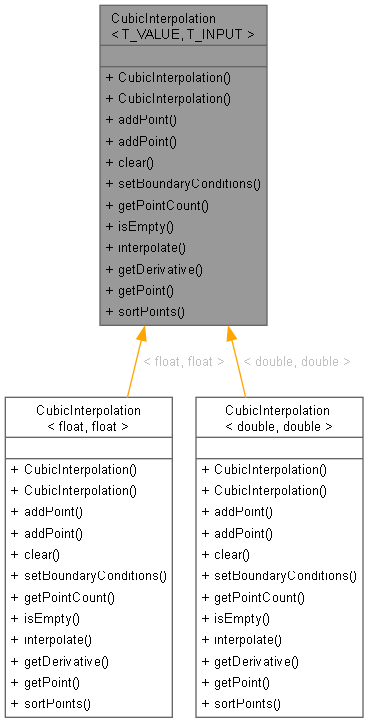 CubicInterpolation
< T_VALUE, T_INPUT >
+ CubicInterpolation()
+ CubicInterpolation()
+ addPoint()
+ addPoint()
+ clear()
+ setBoundaryConditions()
+ getPointCount()
+ isEmpty()
+ interpolate()
+ getDerivative()
+ getPoint()
+ sortPoints()
< float, float >
< double, double >
CubicInterpolation
< float, float >
+ CubicInterpolation()
+ CubicInterpolation()
+ addPoint()
+ addPoint()
+ clear()
+ setBoundaryConditions()
+ getPointCount()
+ isEmpty()
+ interpolate()
+ getDerivative()
+ getPoint()
+ sortPoints()
CubicInterpolation
< double, double >
+ CubicInterpolation()
+ CubicInterpolation()
+ addPoint()
+ addPoint()
+ clear()
+ setBoundaryConditions()
+ getPointCount()
+ isEmpty()
+ interpolate()
+ getDerivative()
+ getPoint()
+ sortPoints()